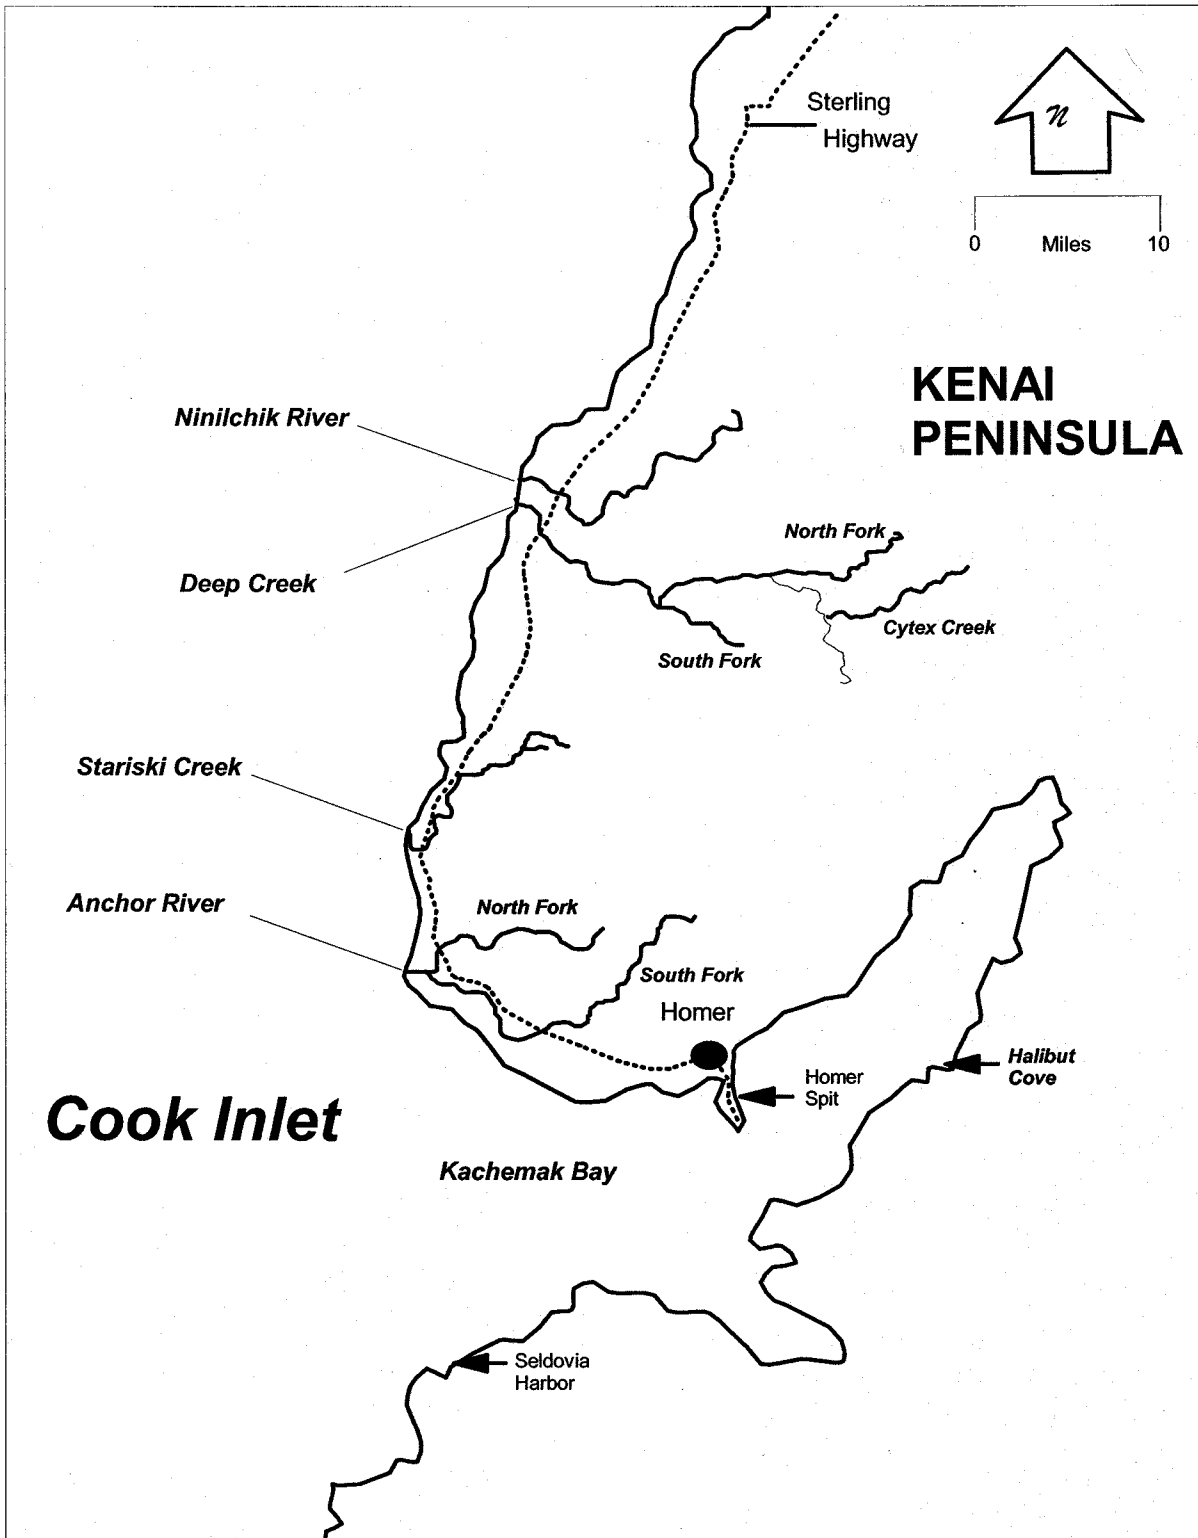 Sterling
Highway
N
0 Miles 10
KENAI
PENINSULA
Ninilchik River
Deep Creek
North Fork
Cytex Creek
South Fork
Stariski Creek
Anchor River
North Fork
South Fork
Homer
Homer
Spit
Halibut
Cove
Cook Inlet
Kachemak Bay
Seldovia
Harbor